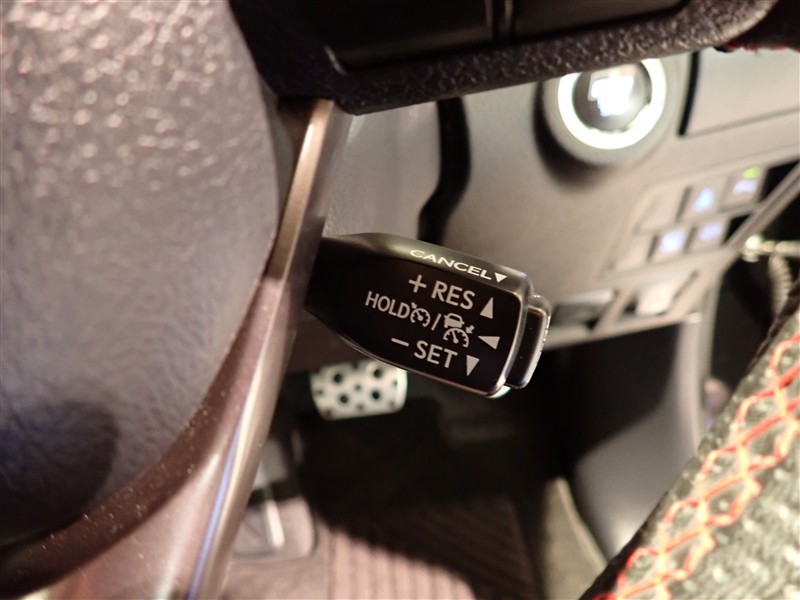 CANCEL▼
+ RES ▲
HOLD /
− SET ▼